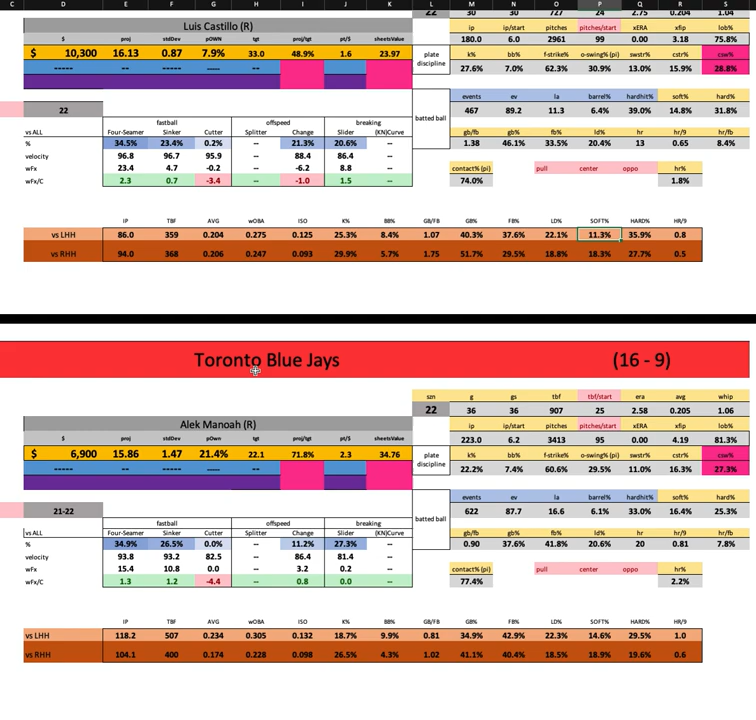 C D E F G H I J K L M N O P Q R S
22 30 30 727 24 2.75 0.204 1.04
Luis Castillo (R)
ip ip/start pitches pitches/start xERA xfip lob%
180.0 6.0 2961 99 0.00 3.18 75.8%
$ proj stdDev pOWN tgt proj/tgt pt/$ sheetsValue
$ 10,300 16.13 0.87 7.9% 33.0 48.9% 1.6 23.97
plate discipline
k% bb% f-strike% o-swing% (pi) swstr% cstr% csw%
27.6% 7.0% 62.3% 30.9% 13.0% 15.9% 28.8%
----- -- --- ---- -- --
batted ball
events ev la barrel% hardhit% soft% hard%
467 89.2 11.3 6.4% 39.0% 14.8% 31.8%
22
fastball offspeed breaking
vs ALL Four-Seamer Sinker Cutter Splitter Change Slider (KN)Curve
gb/fb gb% fb% ld% hr hr/9 hr/fb
% 34.5% 23.4% 0.2% -- 21.3% 20.6% --
1.38 46.1% 33.5% 20.4% 13 0.65 8.4%
velocity 96.8 96.7 95.9 -- 88.4 86.4 --
wFx 23.4 4.7 -0.2 -- -6.2 8.8 --
contact% (pi) pull center oppo hr%
wFx/C 2.3 0.7 -3.4 -- -1.0 1.5 --
74.0% 1.8%
IP TBF AVG wOBA ISO K% BB% GB/FB GB% FB% LD% SOFT% HARD% HR/9
vs LHH 86.0 359 0.204 0.275 0.125 25.3% 8.4% 1.07 40.3% 37.6% 22.1% 11.3% 35.9% 0.8
vs RHH 94.0 368 0.206 0.247 0.093 29.9% 5.7% 1.75 51.7% 29.5% 18.8% 18.3% 27.7% 0.5
Toronto Blue Jays (16 - 9)
szn g gs tbf tbf/start era avg whip
22 36 36 907 25 2.58 0.205 1.06
Alek Manoah (R)
ip ip/start pitches pitches/start xERA xfip lob%
223.0 6.2 3413 95 0.00 4.19 81.3%
$ proj stdDev pOwn tgt proj/tgt pt/$ sheetsValue
$ 6,900 15.86 1.47 21.4% 22.1 71.8% 2.3 34.76
plate discipline
k% bb% f-strike% o-swing% (pi) swstr% cstr% csw%
22.2% 7.4% 60.6% 29.5% 11.0% 16.3% 27.3%
----- -- --- ---- -- --
batted ball
events ev la barrel% hardhit% soft% hard%
622 87.7 16.6 6.1% 33.0% 16.4% 25.3%
21-22
fastball offspeed breaking
vs ALL Four-Seamer Sinker Cutter Splitter Change Slider (KN)Curve
gb/fb gb% fb% ld% hr hr/9 hr/fb
% 34.9% 26.5% 0.0% -- 11.2% 27.3% --
0.90 37.6% 41.8% 20.6% 20 0.81 7.8%
velocity 93.8 93.2 82.5 -- 86.4 81.4 --
wFx 15.4 10.8 0.0 -- 3.2 0.2 --
contact% (pi) pull center oppo hr%
wFx/C 1.3 1.2 -4.4 -- 0.8 0.0 --
77.4% 2.2%
IP TBF AVG wOBA ISO K% BB% GB/FB GB% FB% LD% SOFT% HARD% HR/9
vs LHH 118.2 507 0.234 0.305 0.132 18.7% 9.9% 0.81 34.9% 42.9% 22.3% 14.6% 29.5% 1.0
vs RHH 104.1 400 0.174 0.228 0.098 26.5% 4.3% 1.02 41.1% 40.4% 18.5% 18.9% 19.6% 0.6